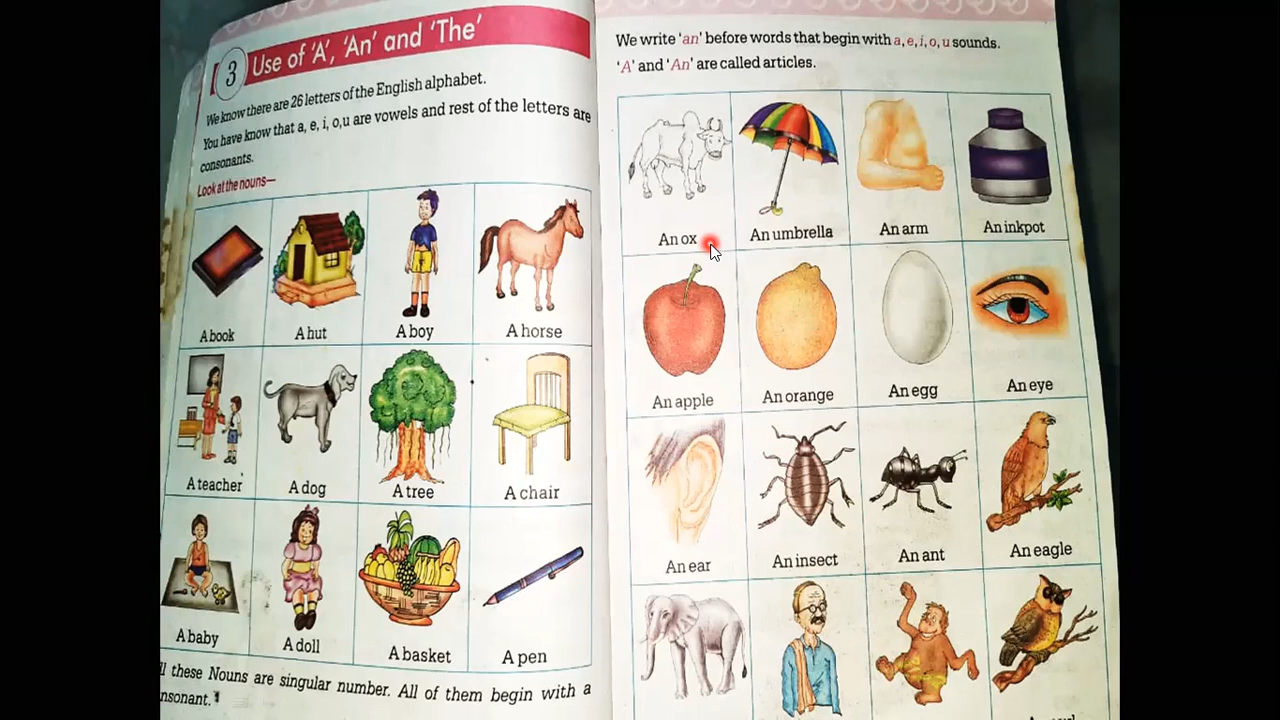 3
Use of 'A', 'An' and 'The'
We know there are 26 letters of the English alphabet.
You have know that a, e, i, o,u are vowels and rest of the letters are
consonants.
Look at the nouns—
A book
A hut
A boy
A horse
A teacher
A dog
A tree
A chair
A baby
A doll
A basket
A pen
these Nouns are singular number. All of them begin with a
We write 'an' before words that begin with a, e, i, o, u sounds.
'A' and 'An' are called articles.
An ox
An umbrella
An arm
An inkpot
An apple
An orange
An egg
An eye
An ear
An insect
An ant
An eagle